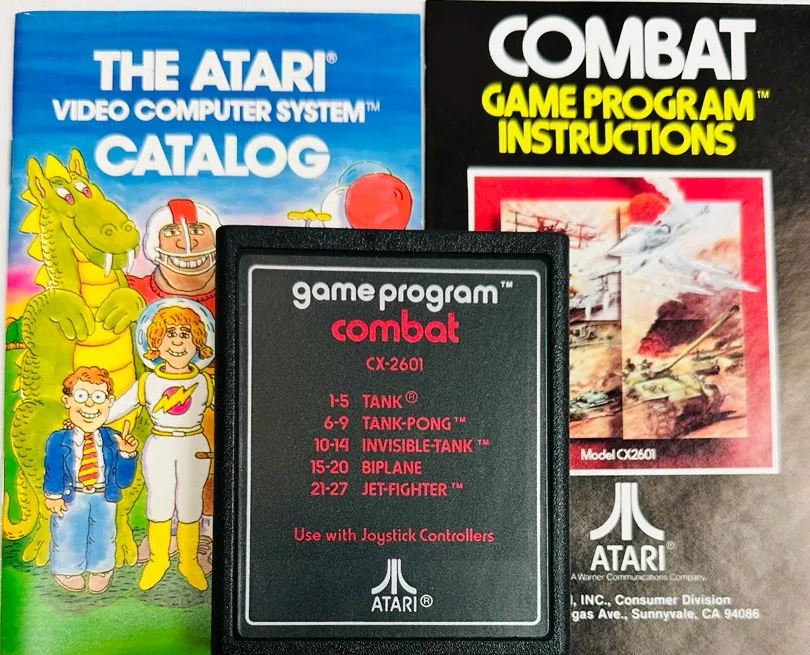 THE ATARI®
VIDEO COMPUTER SYSTEM™
CATALOG
COMBAT
GAME PROGRAM™
INSTRUCTIONS
Model CX2601
ATARI®
A Warner Communications Company
, INC., Consumer Division
gas Ave., Sunnyvale, CA 94086
game program™
combat
CX-2601
1-5 TANK®
6-9 TANK-PONG™
10-14 INVISIBLE-TANK™
15-20 BIPLANE
21-27 JET-FIGHTER™
Use with Joystick Controllers
ATARI®